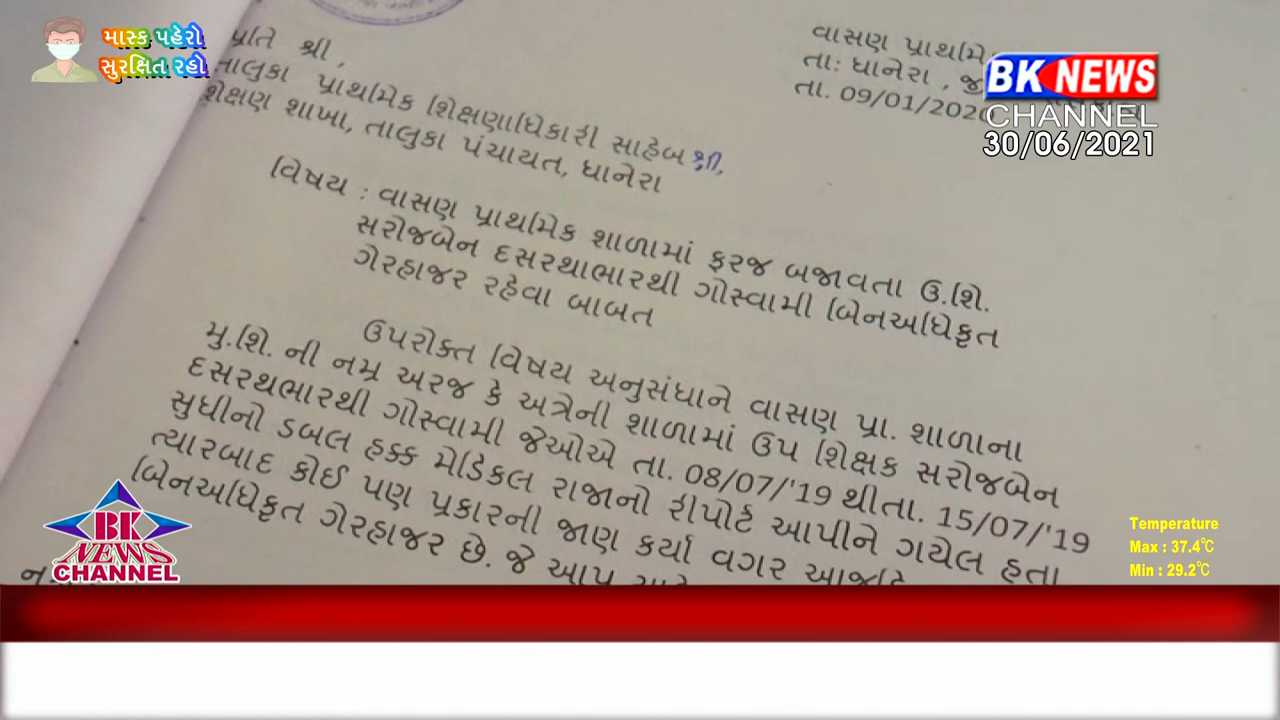 માસ્ક પહેરો
સુરક્ષિત રહો
વાસણ પ્રાથમિ
તા: ધાનેરા , જ
તા. 09/01/2020
BK NEWS
CHANNEL
30/06/2021
પ્રતિ શ્રી ,
તાલુકા પ્રાથમિક શિક્ષણાધિકારી સાહેબ શ્રી,
શિક્ષણ શાખા, તાલુકા પંચાયત, ધાનેરા
વિષય : વાસણ પ્રાથમિક શાળામાં ફરજ બજાવતા ઉ.શિ.
સરોજબેન દસરથાભારથી ગોસ્વામી બિનઅધિકૃત
ગેરહાજર રહેવા બાબત
ઉપરોક્ત વિષય અનુસંધાને વાસણ પ્રા. શાળાના
મુ.શિ. ની નમ્ર અરજ કે અત્રેની શાળામાં ઉપ શિક્ષક સરોજબેન
દસરથભારથી ગોસ્વામી જેઓએ તા. 08/07/'19 થીતા. 15/07/'19
સુધીનો ડબલ હક્ક મેડિકલ રાજાનો રીપોર્ટ આપીને ગયેલ હતા
ત્યારબાદ કોઈ પણ પ્રકારની જાણ કર્યા વગર આજદિ
બિનઅધિકૃત ગેરહાજર છે. જે આપ
BK
NEWS
CHANNEL
Temperature
Max : 37.4℃
Min : 29.2℃